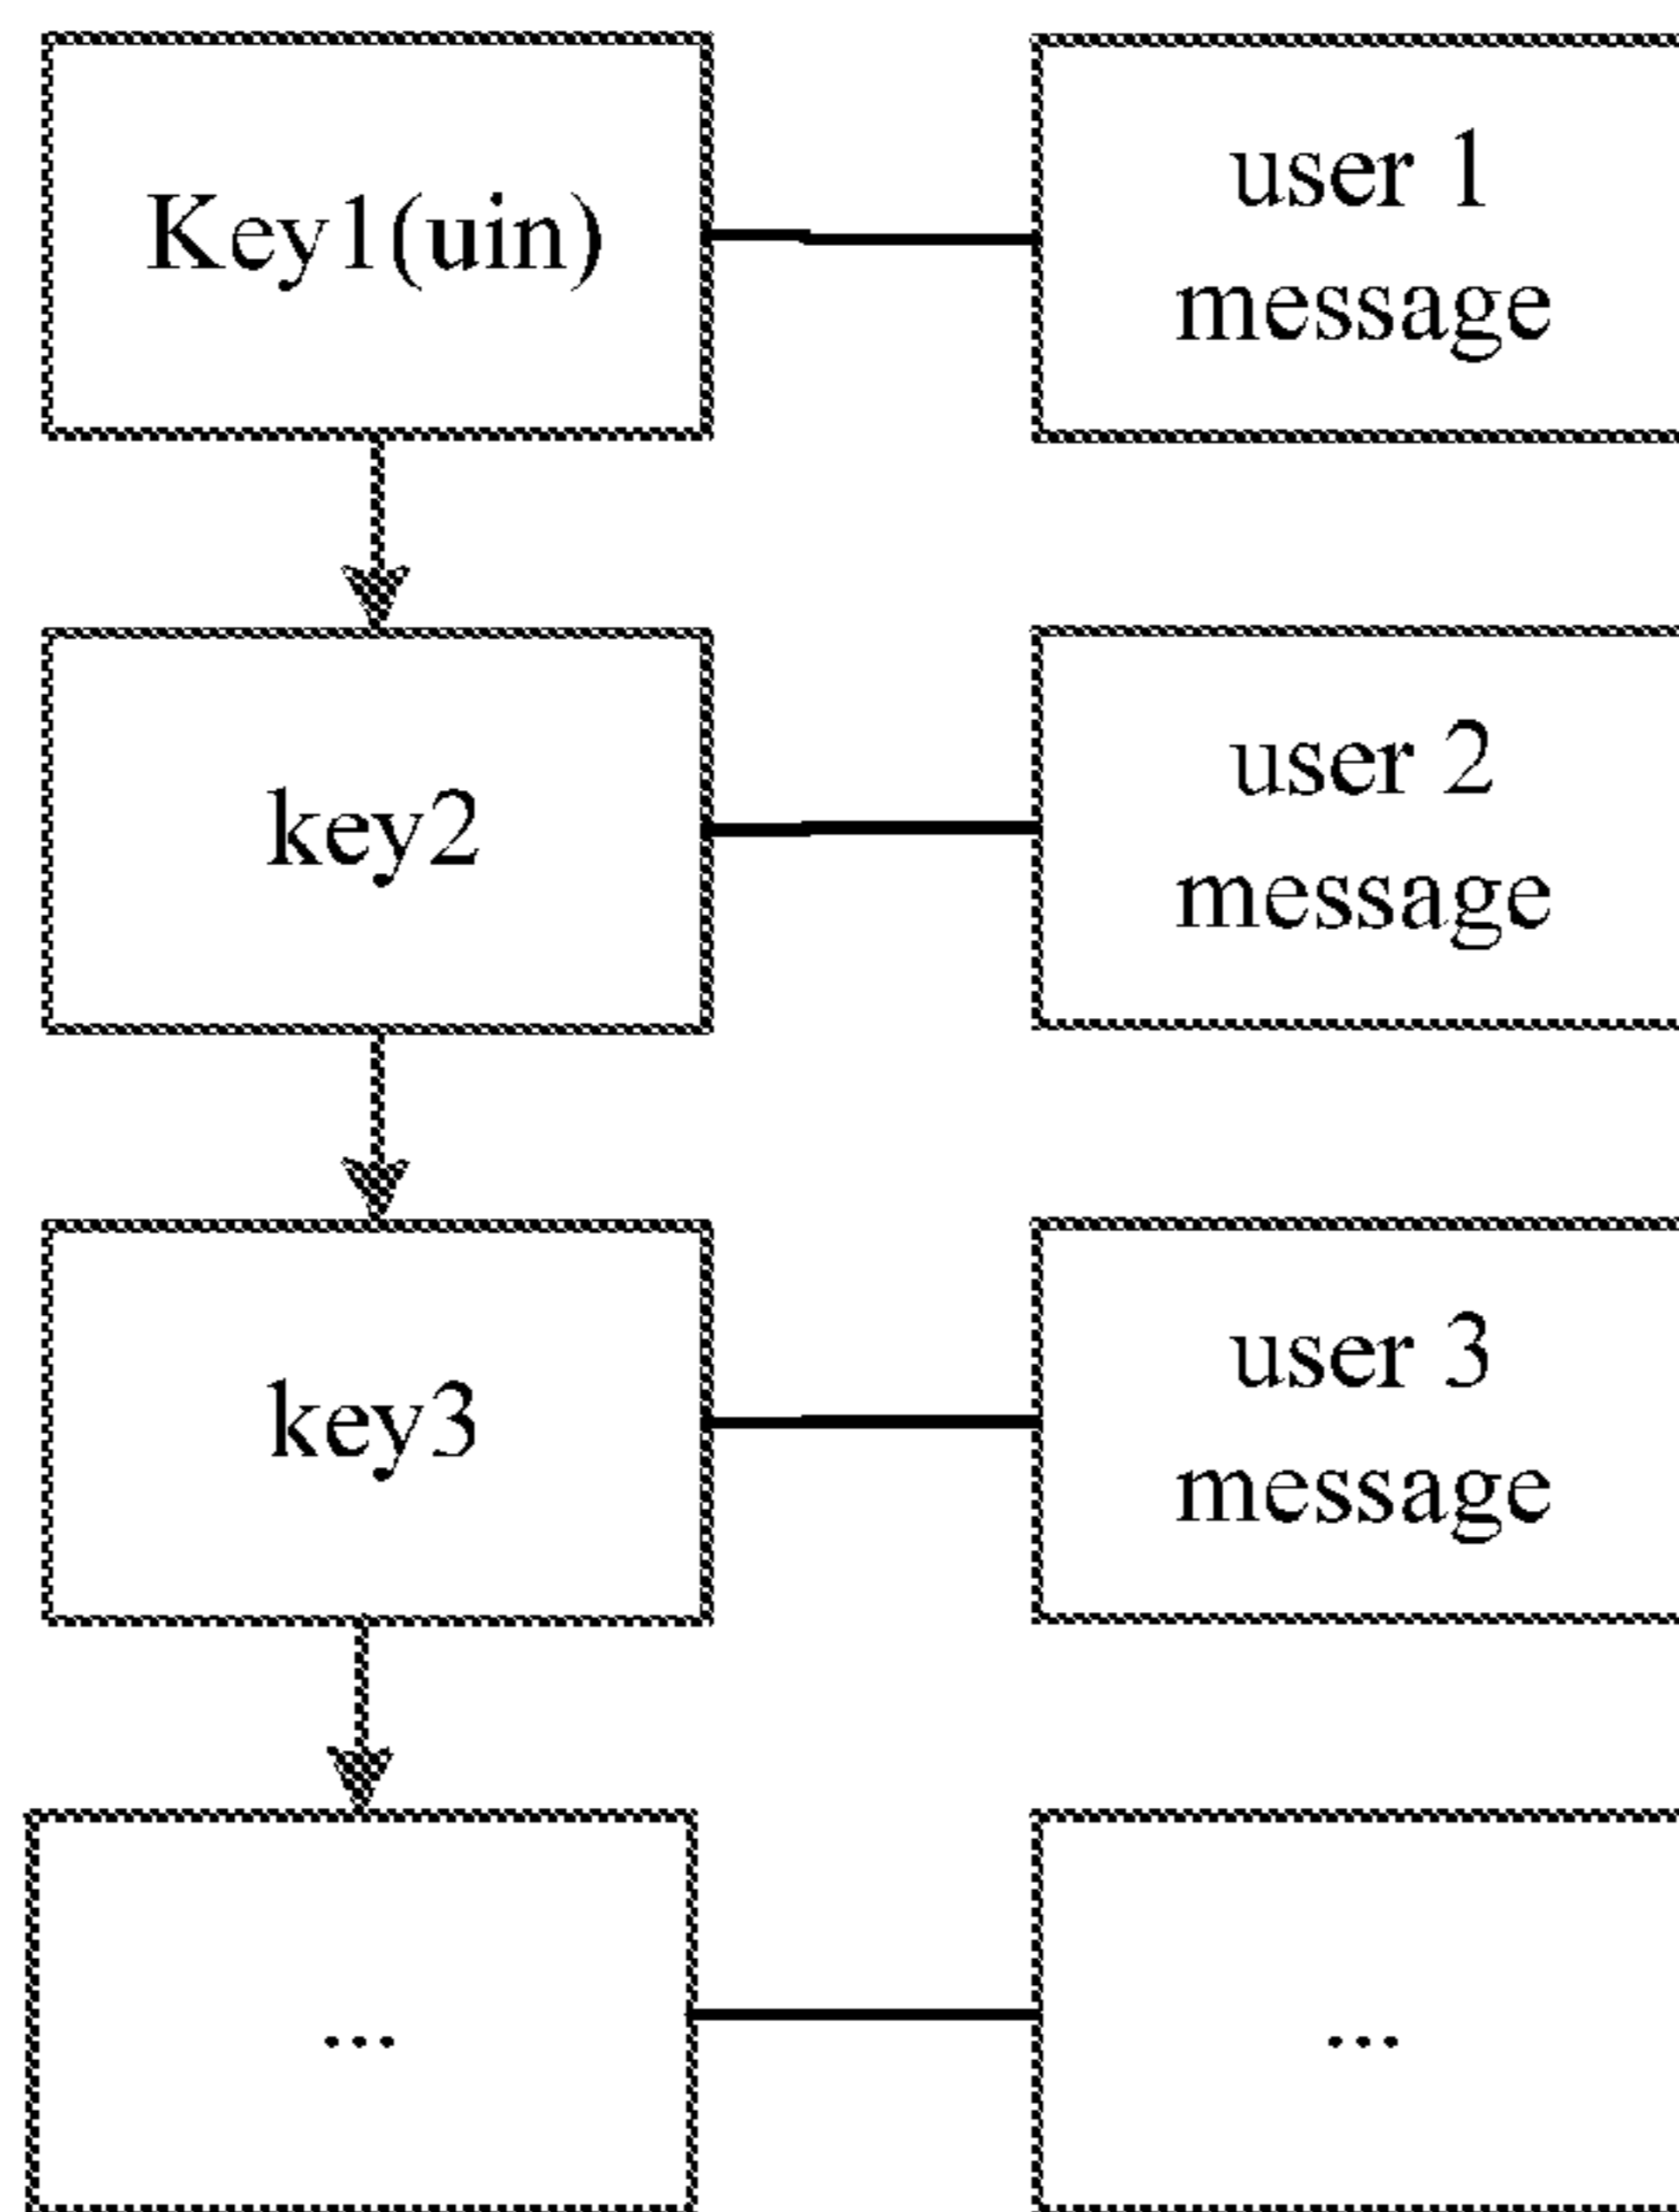 Key1(uin)
user 1
message
key2
user 2
message
key3
user 3
message
...
...